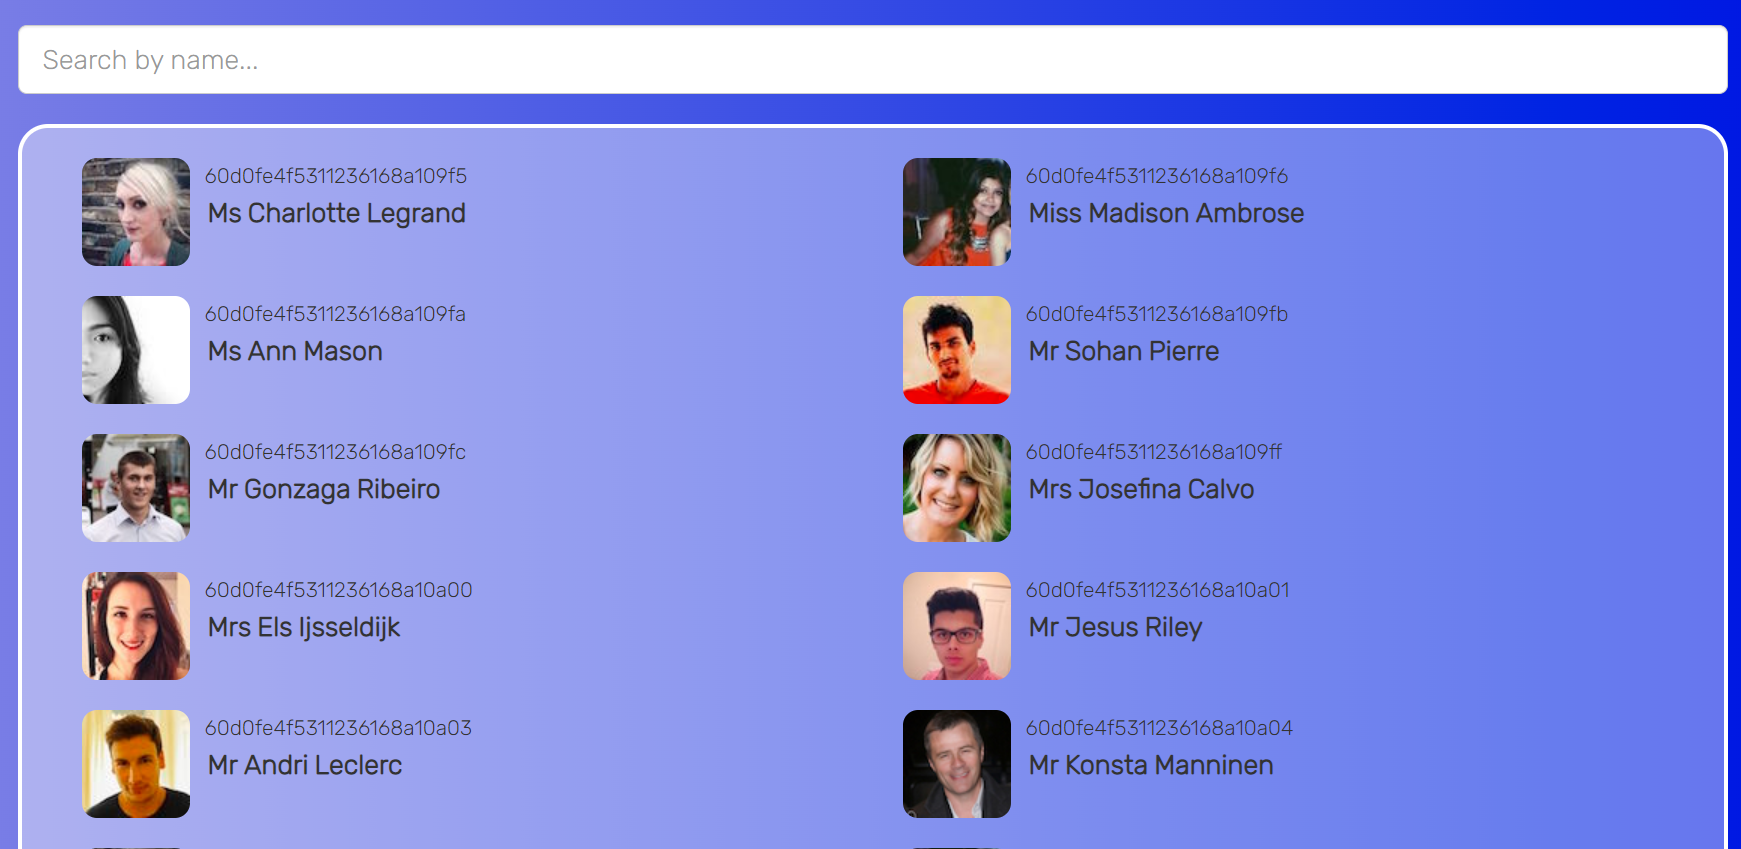 Search by name...
60d0fe4f5311236168a109f5
Ms Charlotte Legrand
60d0fe4f5311236168a109f6
Miss Madison Ambrose
60d0fe4f5311236168a109fa
Ms Ann Mason
60d0fe4f5311236168a109fb
Mr Sohan Pierre
60d0fe4f5311236168a109fc
Mr Gonzaga Ribeiro
60d0fe4f5311236168a109ff
Mrs Josefina Calvo
60d0fe4f5311236168a10a00
Mrs Els Ijsseldijk
60d0fe4f5311236168a10a01
Mr Jesus Riley
60d0fe4f5311236168a10a03
Mr Andri Leclerc
60d0fe4f5311236168a10a04
Mr Konsta Manninen